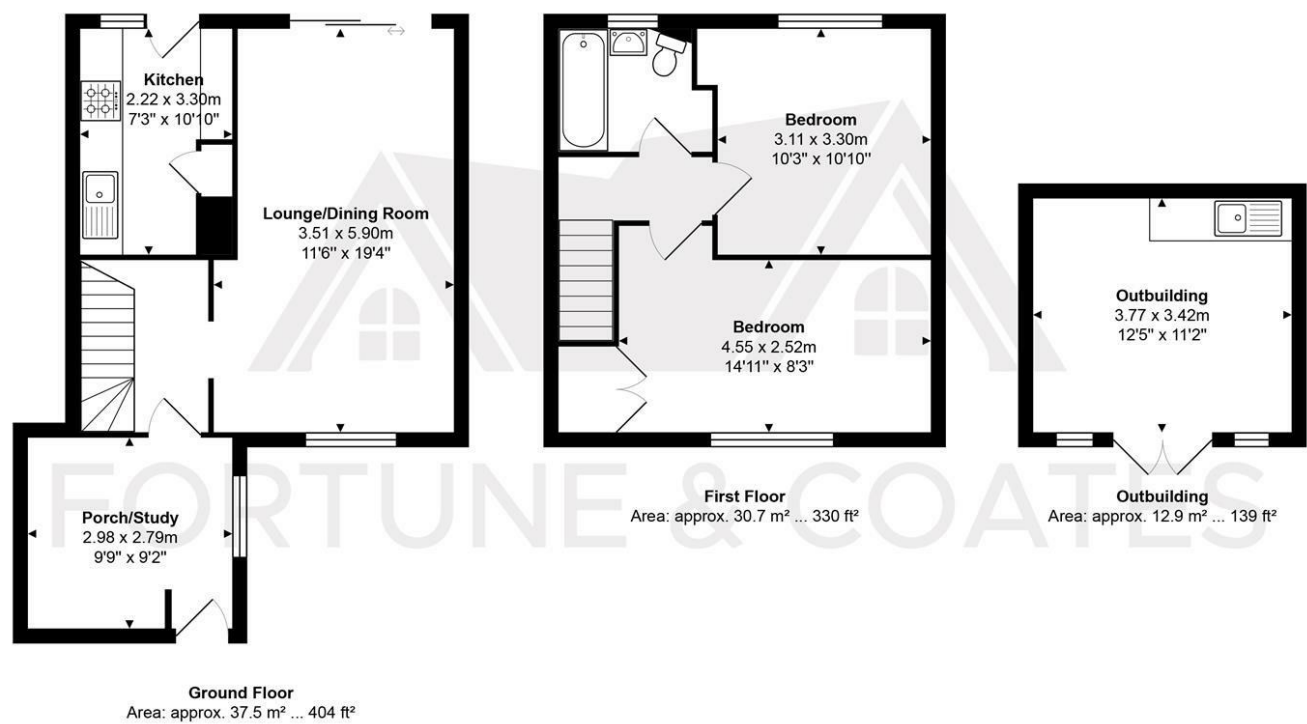 Kitchen
2.22 x 3.30m
7'3" x 10'10"
Lounge/Dining Room
3.51 x 5.90m
11'6" x 19'4"
Porch/Study
2.98 x 2.79m
9'9" x 9'2"
Ground Floor
Area: approx. 37.5 m² ... 404 ft²
Bedroom
3.11 x 3.30m
10'3" x 10'10"
Bedroom
4.55 x 2.52m
14'11" x 8'3"
First Floor
Area: approx. 30.7 m² ... 330 ft²
Outbuilding
3.77 x 3.42m
12'5" x 11'2"
Outbuilding
Area: approx. 12.9 m² ... 139 ft²
FORTUNE & COATES